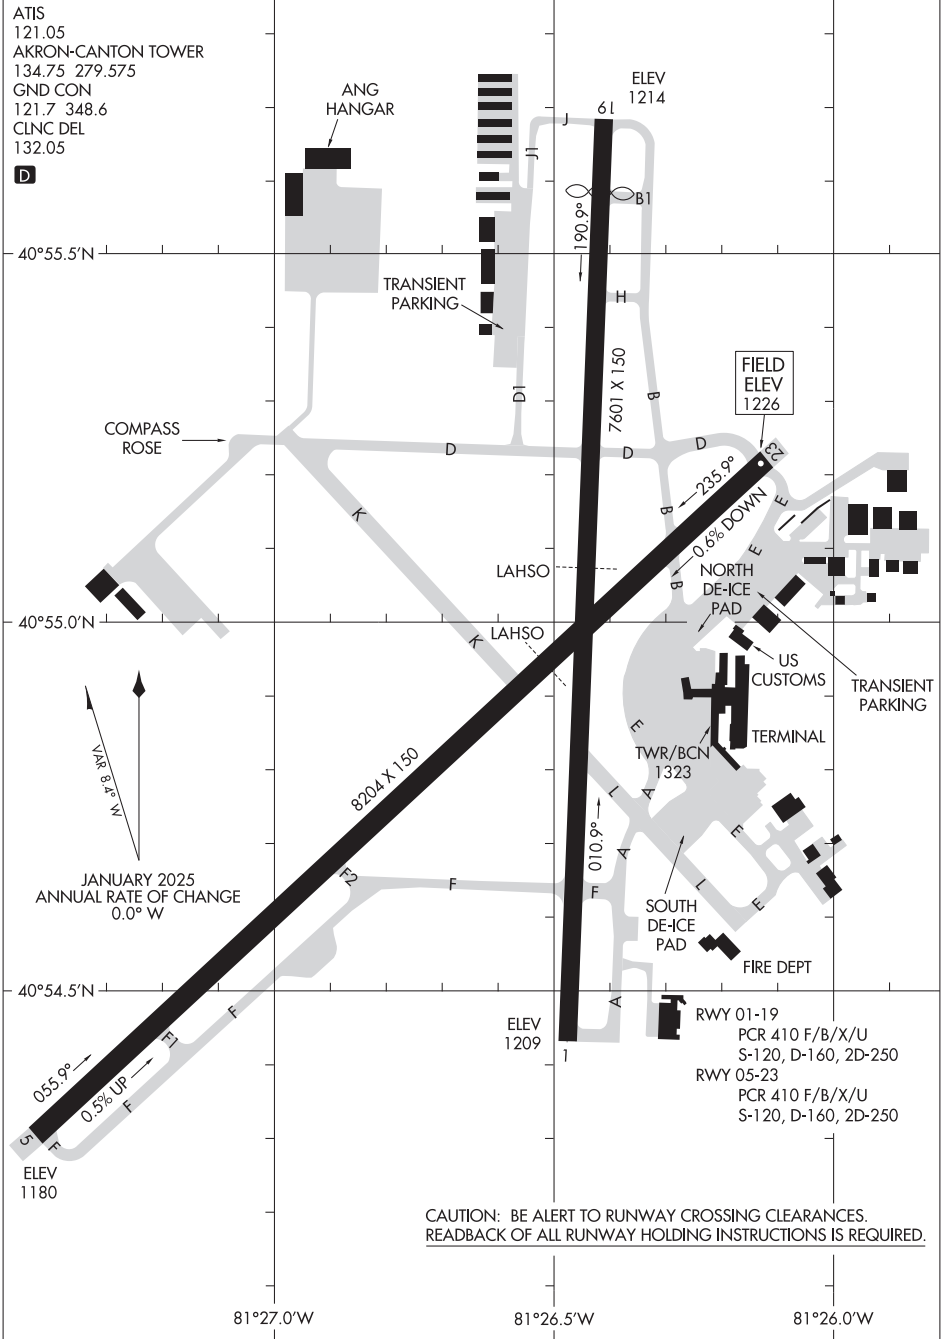 ATIS
121.05
AKRON-CANTON TOWER
134.75 279.575
GND CON
121.7 348.6
CLNC DEL
132.05
D
ANG
HANGAR
ELEV
1214
19
J
J1
B1
190.9°
40°55.5'N
TRANSIENT
PARKING
H
7601 X 150
FIELD
ELEV
1226
D1
B
COMPASS
ROSE
D
D
D
23
235.9°
K
B
E
0.6% DOWN
E
LAHSO
NORTH
DE-ICE
PAD
B
40°55.0'N
LAHSO
K
US
CUSTOMS
TRANSIENT
PARKING
E
TWR/BCN
1323
TERMINAL
VAR 8.4° W
8204 X 150
L
A
010.9°
E
A
JANUARY 2025
ANNUAL RATE OF CHANGE
0.0° W
F2
F
F
L
E
SOUTH
DE-ICE
PAD
FIRE DEPT
40°54.5'N
A
F
F1
ELEV
1209
1
RWY 01-19
PCR 410 F/B/X/U
S-120, D-160, 2D-250
RWY 05-23
PCR 410 F/B/X/U
S-120, D-160, 2D-250
055.9°
0.5% UP
F
5
F
ELEV
1180
CAUTION: BE ALERT TO RUNWAY CROSSING CLEARANCES.
READBACK OF ALL RUNWAY HOLDING INSTRUCTIONS IS REQUIRED.
81°27.0'W
81°26.5'W
81°26.0'W